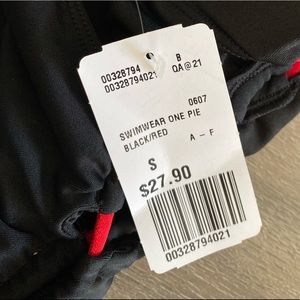 00328794 B
00328794021 QA@21
0607
SWIMWEAR ONE PIE
BLACK/RED A - F
S
$27.90
00328794021